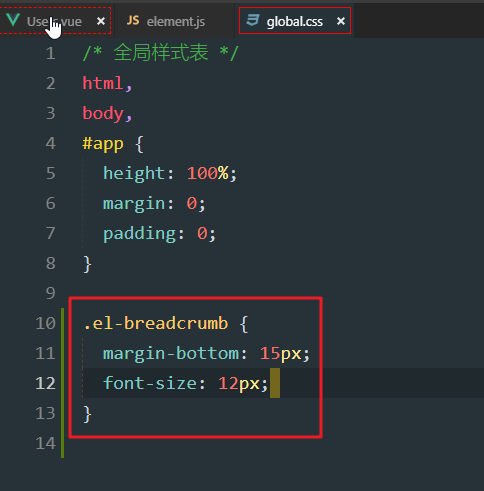 .vue
JS element.js
global.css
1 /* 全局样式表 */
2 html,
3 body,
4 #app {
5 height: 100%;
6 margin: 0;
7 padding: 0;
8 }
9
10 .el-breadcrumb {
11 margin-bottom: 15px;
12 font-size: 12px;
13 }
14